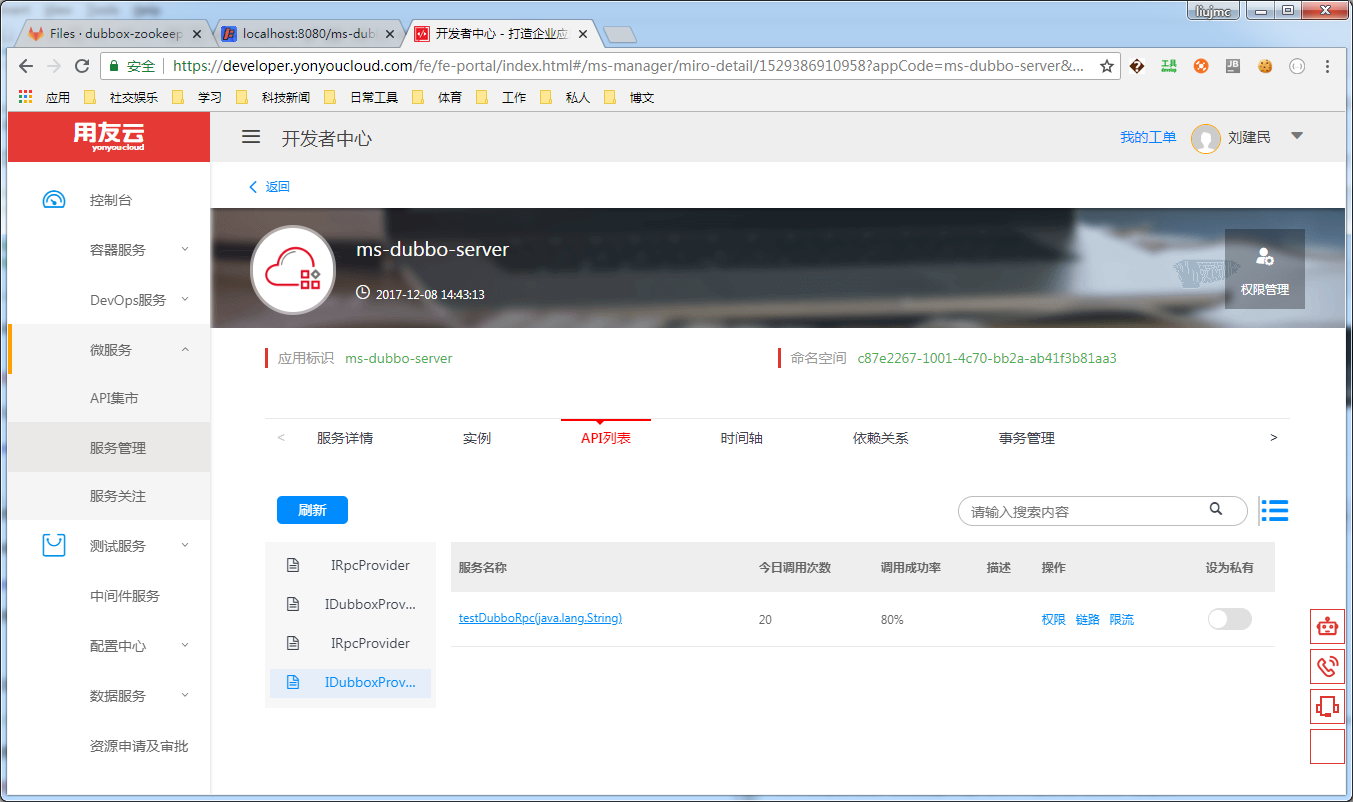 liujmc
Files · dubbox-zookeep
localhost:8080/ms-dub
开发者中心 - 打造企业应
安全
https://developer.yonyoucloud.com/fe/fe-portal/index.html#/ms-manager/miro-detail/1529386910958?appCode=ms-dubbo-server&...
应用 社交娱乐 学习 科技新闻 日常工具 体育 工作 私人 博文
用友云
yonyoucloud
开发者中心
我的工单
刘建民
控制台
容器服务
DevOps服务
微服务
API集市
服务管理
服务关注
测试服务
中间件服务
配置中心
数据服务
资源申请及审批
返回
ms-dubbo-server
2017-12-08 14:43:13
权限管理
应用标识 ms-dubbo-server
命名空间 c87e2267-1001-4c70-bb2a-ab41f3b81aa3
< 服务详情 实例 API列表 时间轴 依赖关系 事务管理 >
刷新
请输入搜索内容
IRpcProvider
IDubboxProv...
IRpcProvider
IDubboxProv...
服务名称 今日调用次数 调用成功率 描述 操作 设为私有
testDubboRpc(java.lang.String) 20 80% 权限 链路 限流